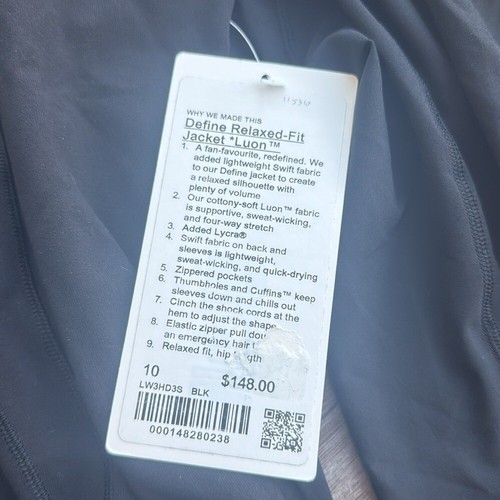 WHY WE MADE THIS
Define Relaxed-Fit
Jacket *Luon™
1. A fan-favourite, redefined. We
added lightweight Swift fabric
to our Define jacket to create
a relaxed silhouette with
plenty of volume
2. Our cottony-soft Luon™ fabric
is supportive, sweat-wicking,
and four-way stretch
3. Added Lycra®
4. Swift fabric on back and
sleeves is lightweight,
sweat-wicking, and quick-drying
5. Zippered pockets
6. Thumbholes and Cuffins™ keep
sleeves down and chills out
7. Cinch the shock cords at the
hem to adjust the shape
8. Elastic zipper pull
an emergency hair
9. Relaxed fit, hip length
10 $148.00
LW3HD3S BLK
000148280238